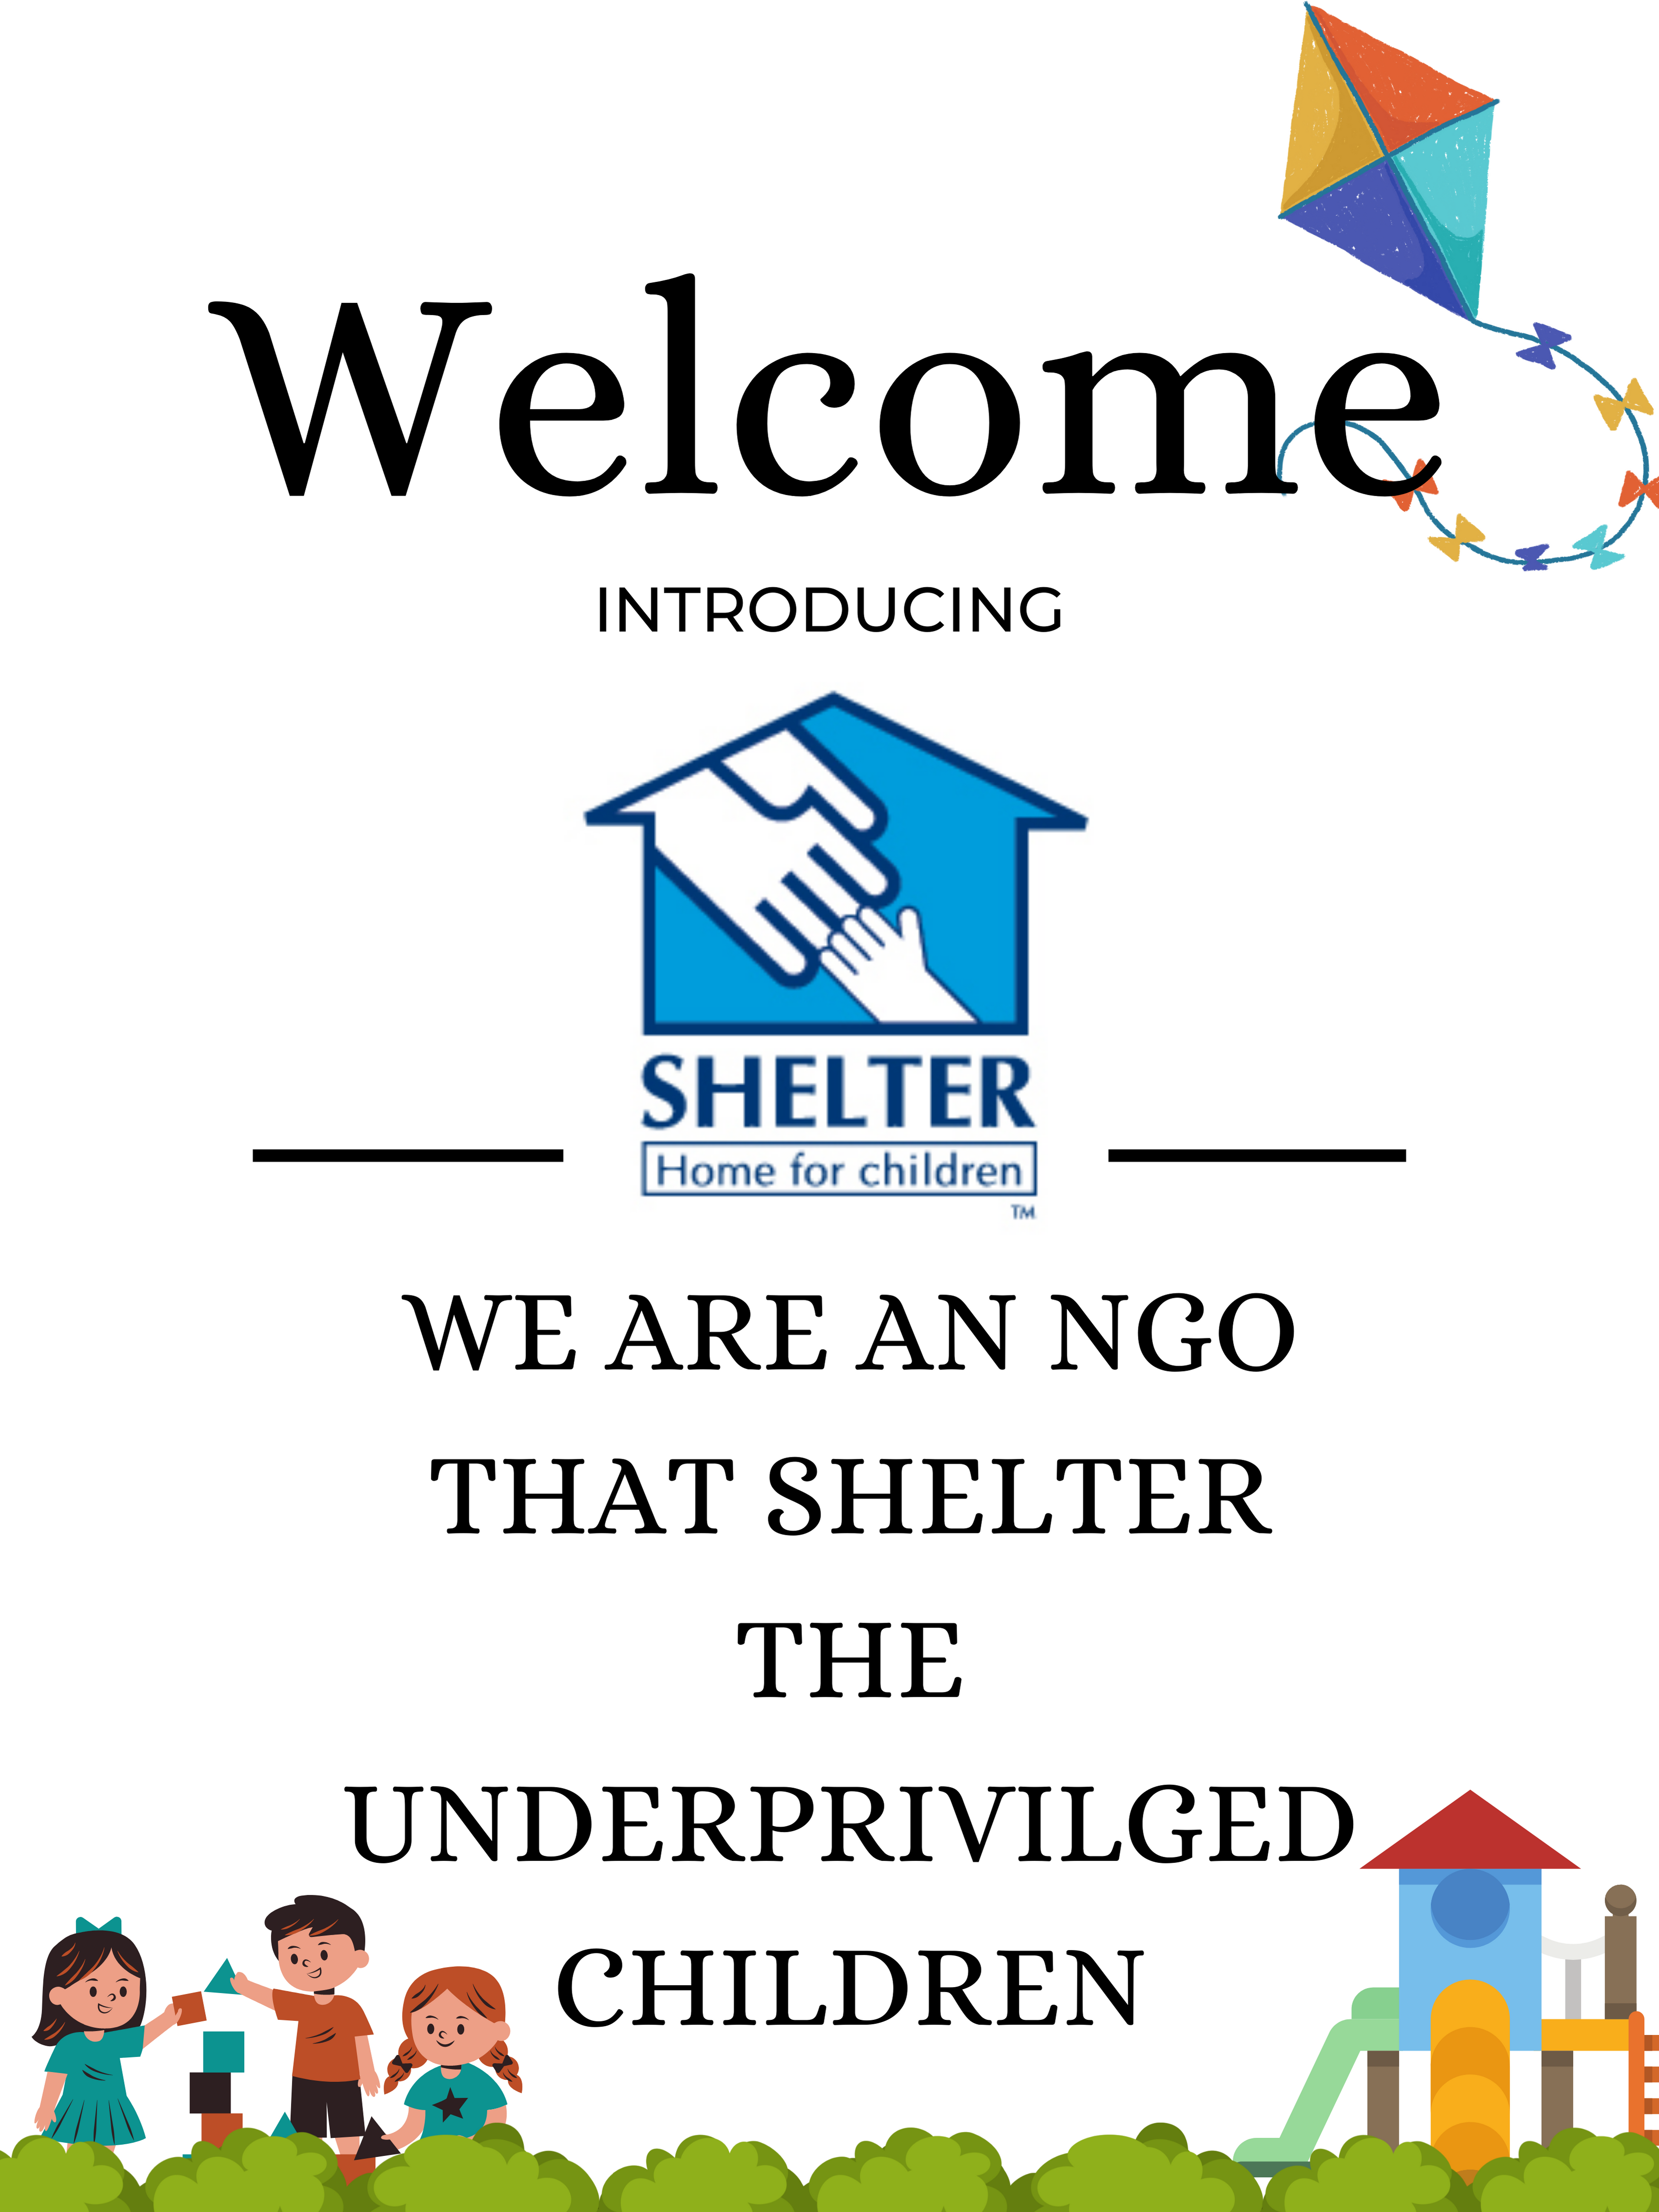 Welcome
INTRODUCING
SHELTER
Home for children
TM
WE ARE AN NGO
THAT SHELTER
THE
UNDERPRIVILGED
CHILDREN